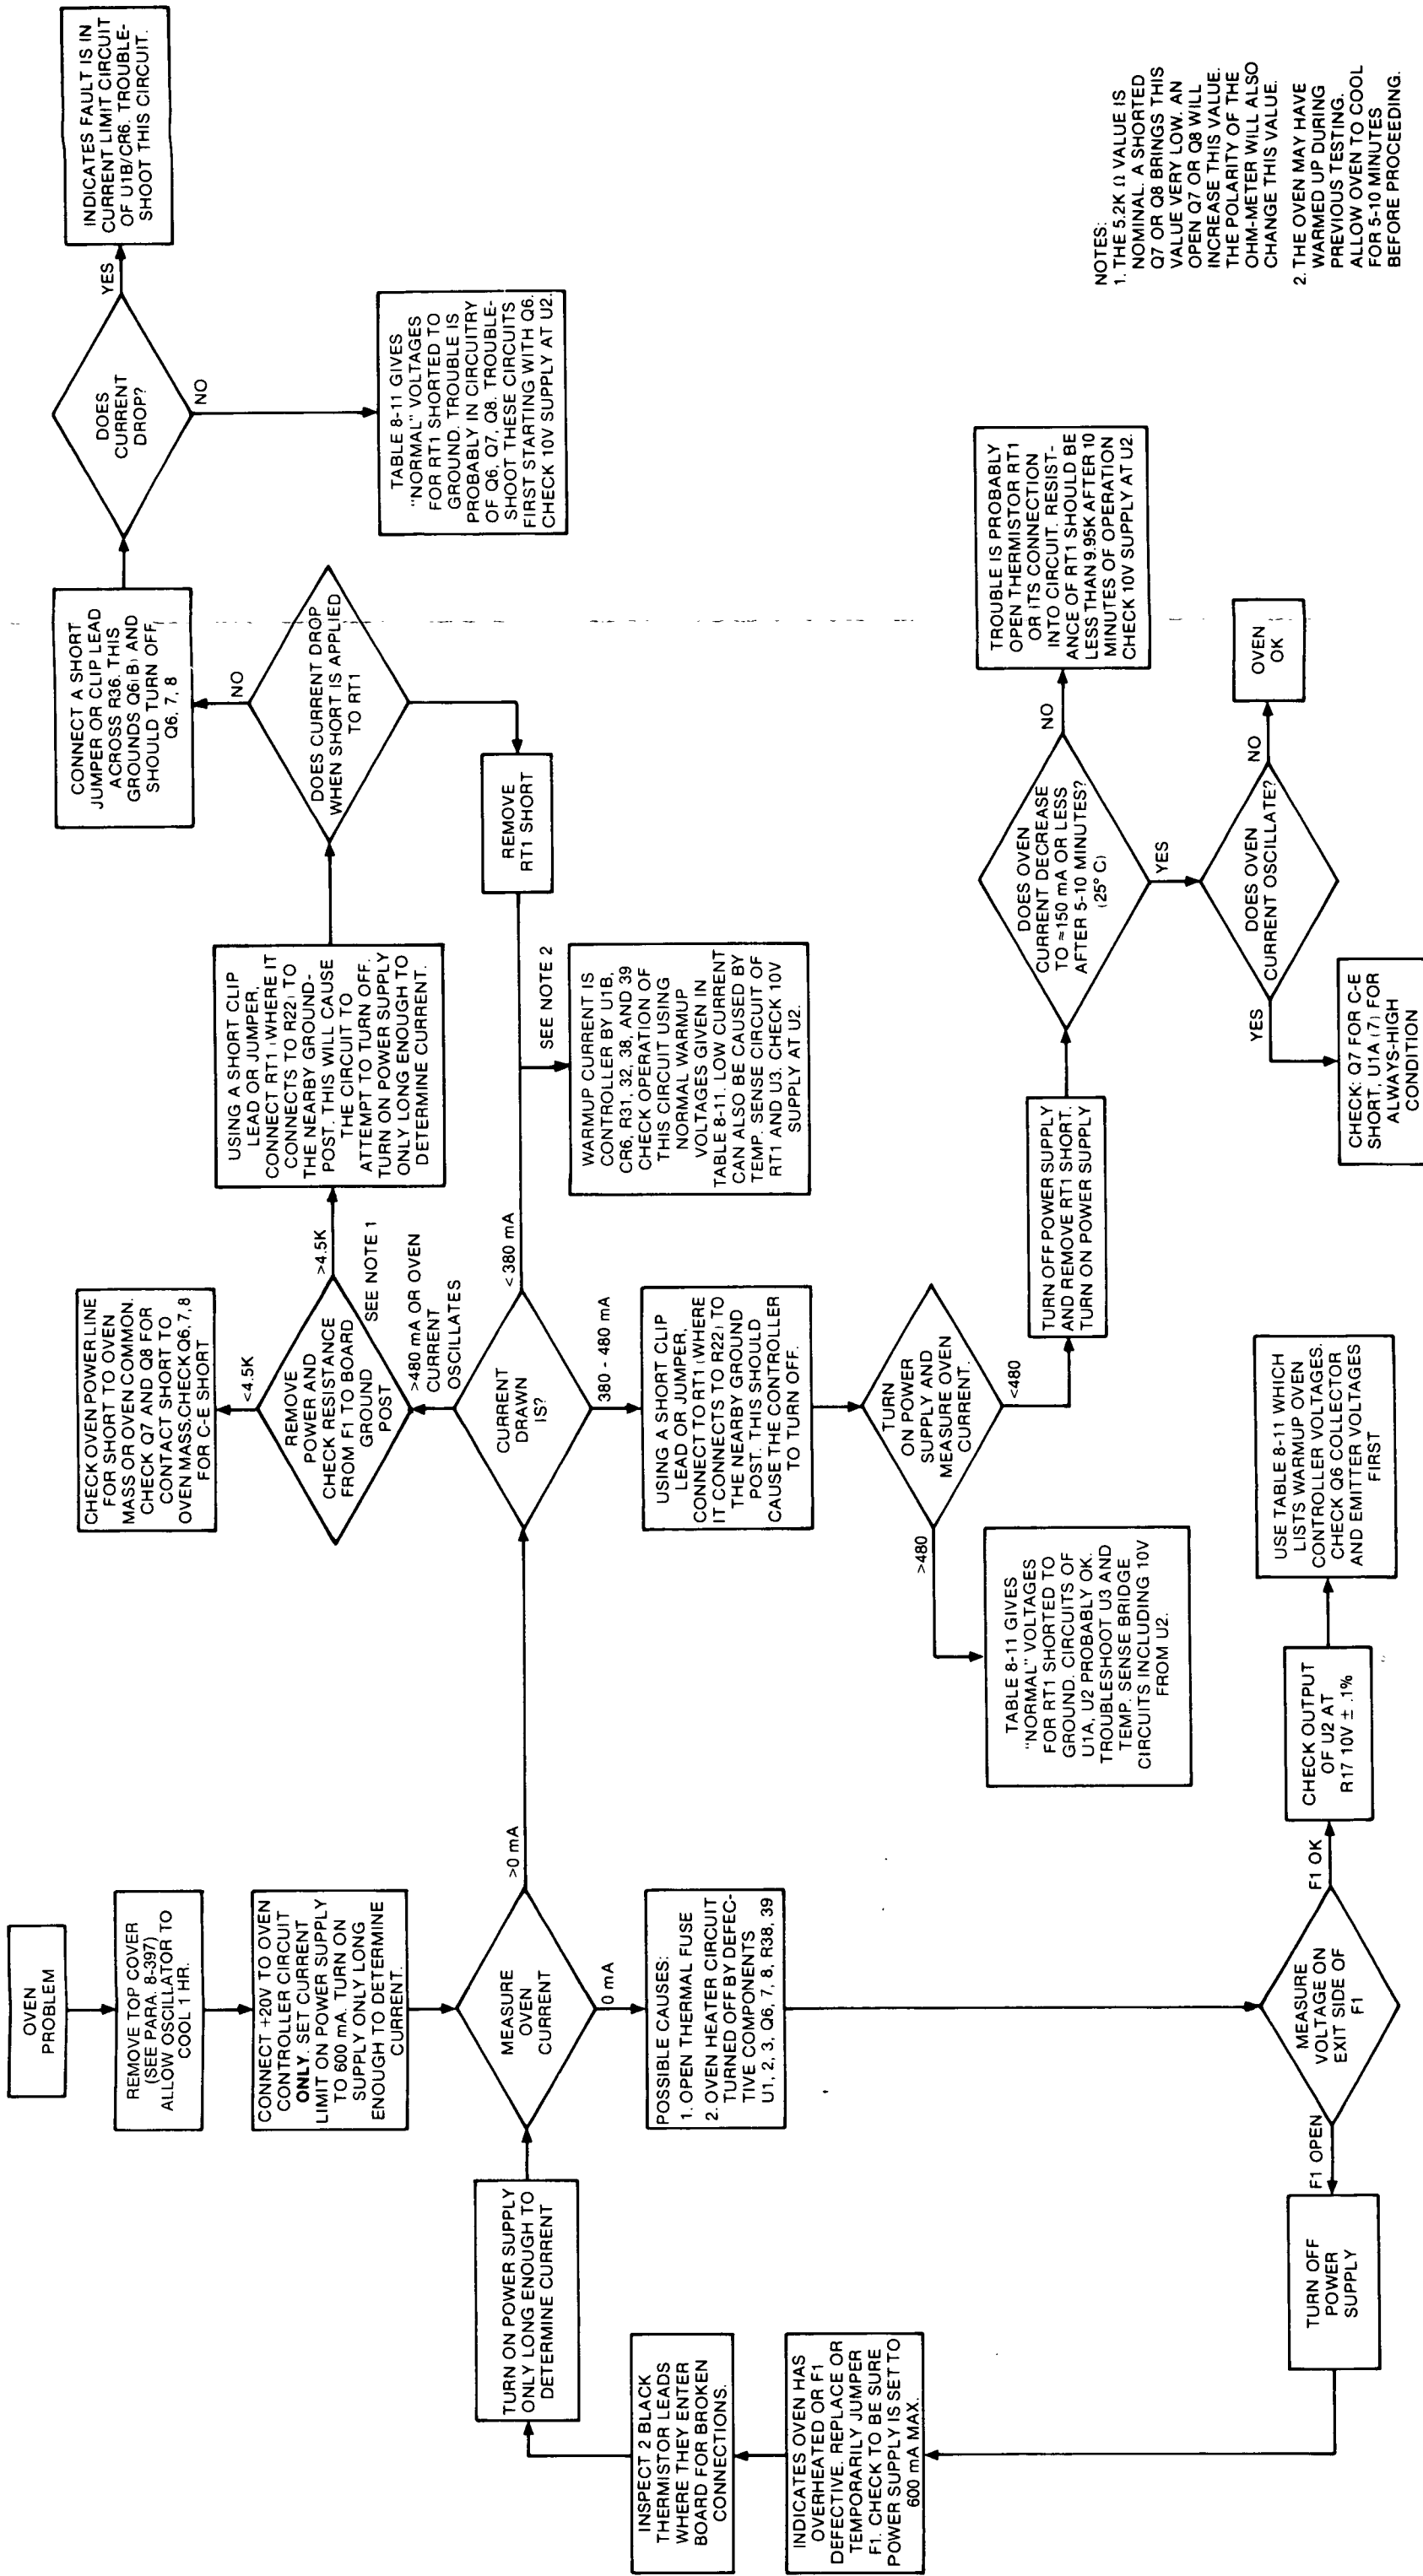 OVEN
PROBLEM
REMOVE TOP COVER
(SEE PARA. 8-397)
ALLOW OSCILLATOR TO
COOL 1 HR.
CONNECT +20V TO OVEN
CONTROLLER CIRCUIT
ONLY. SET CURRENT
LIMIT ON POWER SUPPLY
TO 600 mA. TURN ON
SUPPLY ONLY LONG
ENOUGH TO DETERMINE
CURRENT.
TURN ON POWER SUPPLY
ONLY LONG ENOUGH TO
DETERMINE CURRENT
MEASURE
OVEN
CURRENT
>0 mA
0 mA
POSSIBLE CAUSES:
1. OPEN THERMAL FUSE
2. OVEN HEATER CIRCUIT
TURNED OFF BY DEFEC-
TIVE COMPONENTS
U1, 2, 3, Q6, 7, 8, R38, 39
INSPECT 2 BLACK
THERMISTOR LEADS
WHERE THEY ENTER
BOARD FOR BROKEN
CONNECTIONS.
INDICATES OVEN HAS
OVERHEATED OR F1
DEFECTIVE. REPLACE OR
TEMPORARILY JUMPER
F1. CHECK TO BE SURE
POWER SUPPLY IS SET TO
600 mA MAX.
TURN OFF
POWER
SUPPLY
F1 OPEN
MEASURE
VOLTAGE ON
EXIT SIDE OF
F1
F1 OK
CHECK OUTPUT
OF U2 AT
R17 10V ± .1%
USE TABLE 8-11 WHICH
LISTS WARMUP OVEN
CONTROLLER VOLTAGES.
CHECK Q6 COLLECTOR
AND EMITTER VOLTAGES
FIRST
CHECK OVEN POWER LINE
FOR SHORT TO OVEN
MASS OR OVEN COMMON.
CHECK Q7 AND Q8 FOR
CONTACT SHORT TO
OVEN MASS.CHECK Q6,7,8
FOR C-E SHORT
<4.5K
REMOVE
POWER AND
CHECK RESISTANCE
FROM F1 TO BOARD
GROUND
POST
>4.5K
SEE NOTE 1
>480 mA OR OVEN
CURRENT
OSCILLATES
CURRENT
DRAWN
IS?
<380 mA
380 - 480 mA
USING A SHORT CLIP
LEAD OR JUMPER,
CONNECT TO RT1 (WHERE
IT CONNECTS TO R22) TO
THE NEARBY GROUND
POST. THIS SHOULD
CAUSE THE CONTROLLER
TO TURN OFF.
TURN
ON POWER
SUPPLY AND
MEASURE OVEN
CURRENT.
>480
<480
TABLE 8-11 GIVES
"NORMAL" VOLTAGES
FOR RT1 SHORTED TO
GROUND. CIRCUITS OF
U1A, U2 PROBABLY OK.
TROUBLESHOOT U3 AND
TEMP. SENSE BRIDGE
CIRCUITS INCLUDING 10V
FROM U2.
TURN OFF POWER SUPPLY
AND REMOVE RT1 SHORT.
TURN ON POWER SUPPLY
USING A SHORT CLIP
LEAD OR JUMPER,
CONNECT RT1 (WHERE IT
CONNECTS TO R22) TO
THE NEARBY GROUND-
POST. THIS WILL CAUSE
THE CIRCUIT TO
ATTEMPT TO TURN OFF.
TURN ON POWER SUPPLY
ONLY LONG ENOUGH TO
DETERMINE CURRENT.
DOES CURRENT DROP
WHEN SHORT IS APPLIED
TO RT1
NO
REMOVE
RT1 SHORT
SEE NOTE 2
WARMUP CURRENT IS
CONTROLLER BY U1B,
CR6, R31, 32, 38, AND 39
CHECK OPERATION OF
THIS CIRCUIT USING
NORMAL WARMUP
VOLTAGES GIVEN IN
TABLE 8-11. LOW CURRENT
CAN ALSO BE CAUSED BY
TEMP. SENSE CIRCUIT OF
RT1 AND U3. CHECK 10V
SUPPLY AT U2.
CONNECT A SHORT
JUMPER OR CLIP LEAD
ACROSS R36. THIS
GROUNDS Q6(B) AND
SHOULD TURN OFF
Q6, 7, 8
DOES
CURRENT
DROP?
YES
NO
INDICATES FAULT IS IN
CURRENT LIMIT CIRCUIT
OF U1B/CR6. TROUBLE-
SHOOT THIS CIRCUIT.
TABLE 8-11 GIVES
"NORMAL" VOLTAGES
FOR RT1 SHORTED TO
GROUND. TROUBLE IS
PROBABLY IN CIRCUITRY
OF Q6, Q7, Q8. TROUBLE-
SHOOT THESE CIRCUITS
FIRST STARTING WITH Q6.
CHECK 10V SUPPLY AT U2.
DOES OVEN
CURRENT DECREASE
TO ≈150 mA OR LESS
AFTER 5-10 MINUTES?
(25° C)
NO
YES
TROUBLE IS PROBABLY
OPEN THERMISTOR RT1
OR ITS CONNECTION
INTO CIRCUIT. RESIST-
ANCE OF RT1 SHOULD BE
LESS THAN 9.95K AFTER 10
MINUTES OF OPERATION
CHECK 10V SUPPLY AT U2.
DOES OVEN
CURRENT OSCILLATE?
NO
YES
OVEN
OK
CHECK: Q7 FOR C-E
SHORT, U1A (7) FOR
ALWAYS-HIGH
CONDITION
NOTES:
1. THE 5.2K Ω VALUE IS
NOMINAL. A SHORTED
Q7 OR Q8 BRINGS THIS
VALUE VERY LOW. AN
OPEN Q7 OR Q8 WILL
INCREASE THIS VALUE.
THE POLARITY OF THE
OHM-METER WILL ALSO
CHANGE THIS VALUE.
2. THE OVEN MAY HAVE
WARMED UP DURING
PREVIOUS TESTING.
ALLOW OVEN TO COOL
FOR 5-10 MINUTES
BEFORE PROCEEDING.